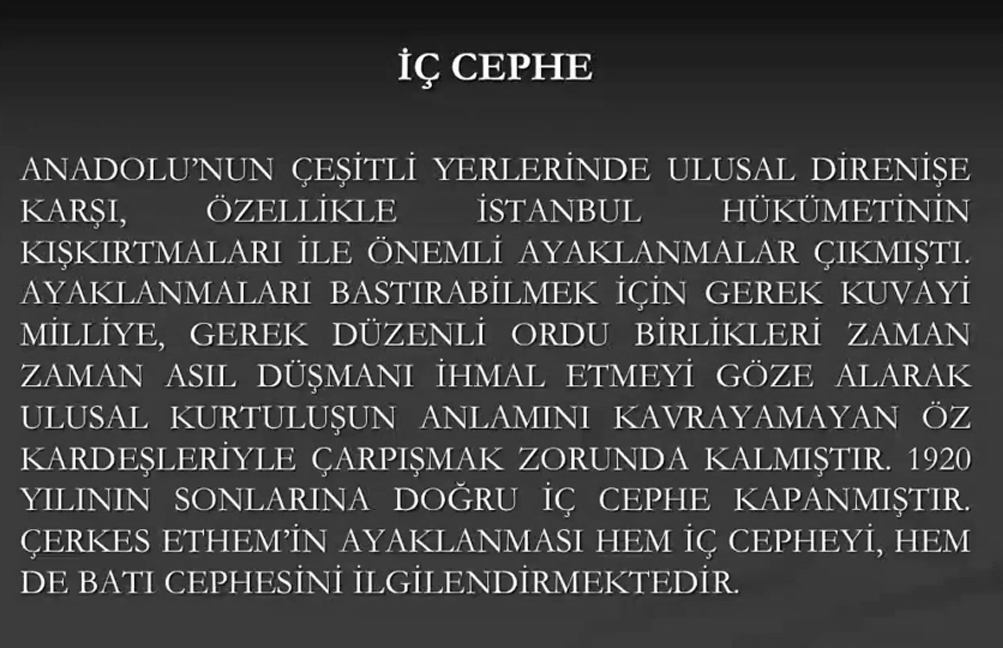 İÇ CEPHE
ANADOLU'NUN ÇEŞİTLİ YERLERİNDE ULUSAL DİRENİŞE
KARŞI, ÖZELLİKLE İSTANBUL HÜKÜMETİNİN
KIŞKIRTMALARI İLE ÖNEMLİ AYAKLANMALAR ÇIKMIŞTI.
AYAKLANMALARI BASTIRABİLMEK İÇİN GEREK KUVAYİ
MİLLİYE, GEREK DÜZENLİ ORDU BİRLİKLERİ ZAMAN
ZAMAN ASIL DÜŞMANI İHMAL ETMEYİ GÖZE ALARAK
ULUSAL KURTULUŞUN ANLAMINI KAVRAYAMAYAN ÖZ
KARDEŞLERİYLE ÇARPIŞMAK ZORUNDA KALMIŞTIR. 1920
YILININ SONLARINA DOĞRU İÇ CEPHE KAPANMIŞTIR.
ÇERKES ETHEM'İN AYAKLANMASI HEM İÇ CEPHEYİ, HEM
DE BATI CEPHESİNİ İLGİLENDİRMEKTEDİR.